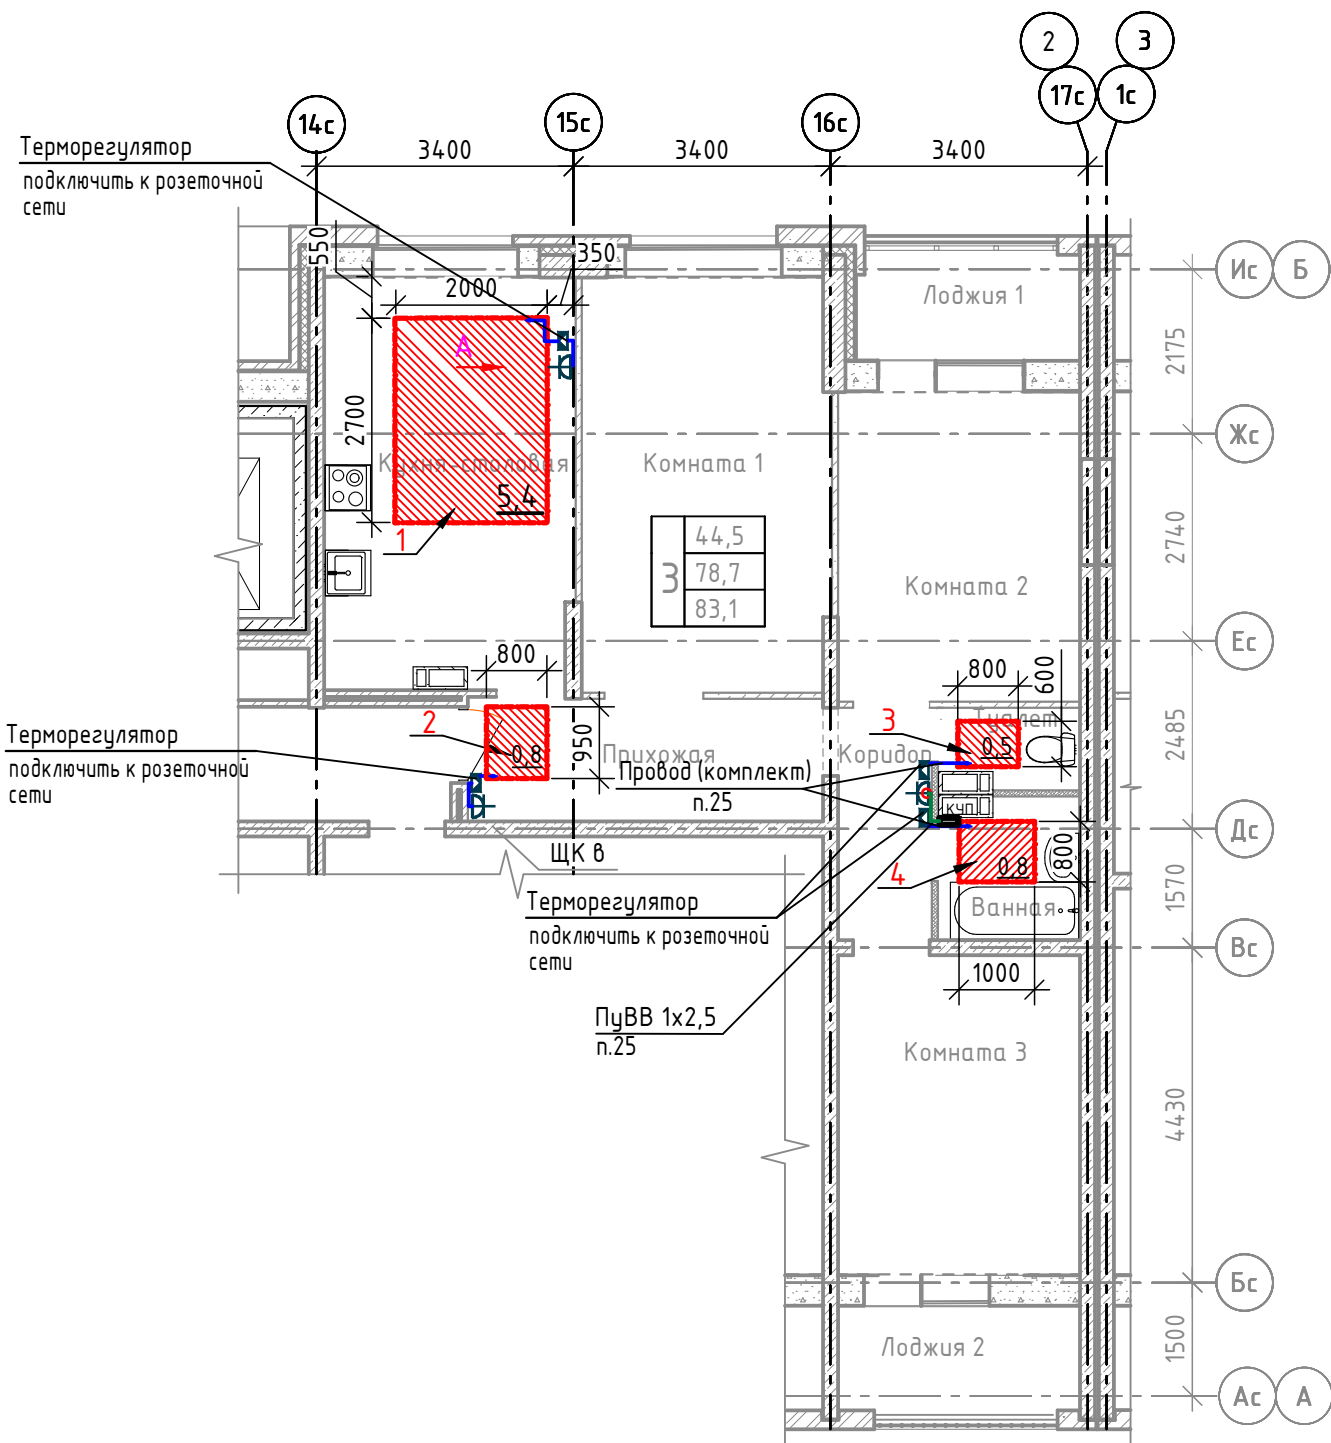 2
3
17с
1с
14с
15с
16с
Терморегулятор
подключить к розеточной
сети
3400
3400
3400
550
350
2000
Лоджия 1
Ис
Б
2175
А
2700
Кухня-столовая
Комната 1
Жс
5,4
1
3
44,5
78,7
83,1
2740
Комната 2
Ес
800
800
600
2
3
Туалет
2485
Терморегулятор
подключить к розеточной
сети
0,8
950
Прихожая
Коридор
0,5
Провод (комплект)
п.25
КУП
Дс
ЩК в
4
0,8
800
1570
Терморегулятор
подключить к розеточной
сети
Ванная
Вс
1000
ПуВВ 1х2,5
п.25
Комната 3
4430
Бс
Лоджия 2
1500
Ас
А